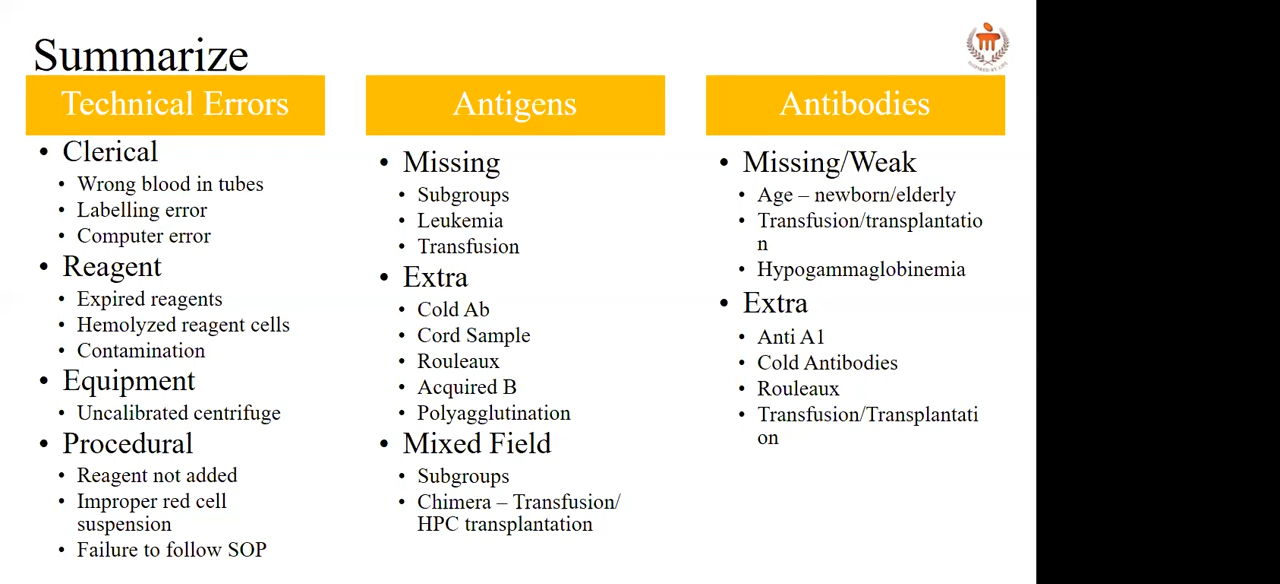 Summarize
Technical Errors
• Clerical
• Wrong blood in tubes
• Labelling error
• Computer error
• Reagent
• Expired reagents
• Hemolyzed reagent cells
• Contamination
• Equipment
• Uncalibrated centrifuge
• Procedural
• Reagent not added
• Improper red cell
suspension
• Failure to follow SOP
Antigens
• Missing
• Subgroups
• Leukemia
• Transfusion
• Extra
• Cold Ab
• Cord Sample
• Rouleaux
• Acquired B
• Polyagglutination
• Mixed Field
• Subgroups
• Chimera – Transfusion/
HPC transplantation
Antibodies
• Missing/Weak
• Age – newborn/elderly
• Transfusion/transplantatio
n
• Hypogammaglobinemia
• Extra
• Anti A1
• Cold Antibodies
• Rouleaux
• Transfusion/Transplantati
on
INSPIRED BY LIFE